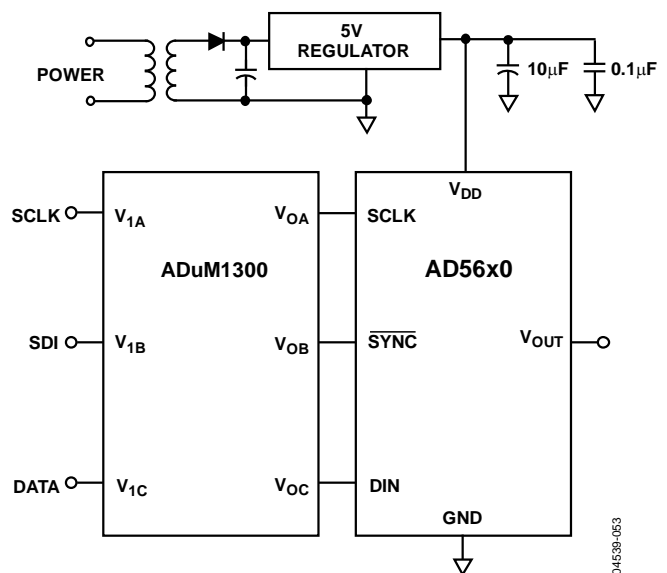 5V
REGULATOR
POWER
10μF
0.1μF
VDD
SCLK
V1A
VOA
SCLK
ADuM1300
AD56x0
SDI
V1B
VOB
SYNC
VOUT
DATA
V1C
VOC
DIN
GND
04539-053